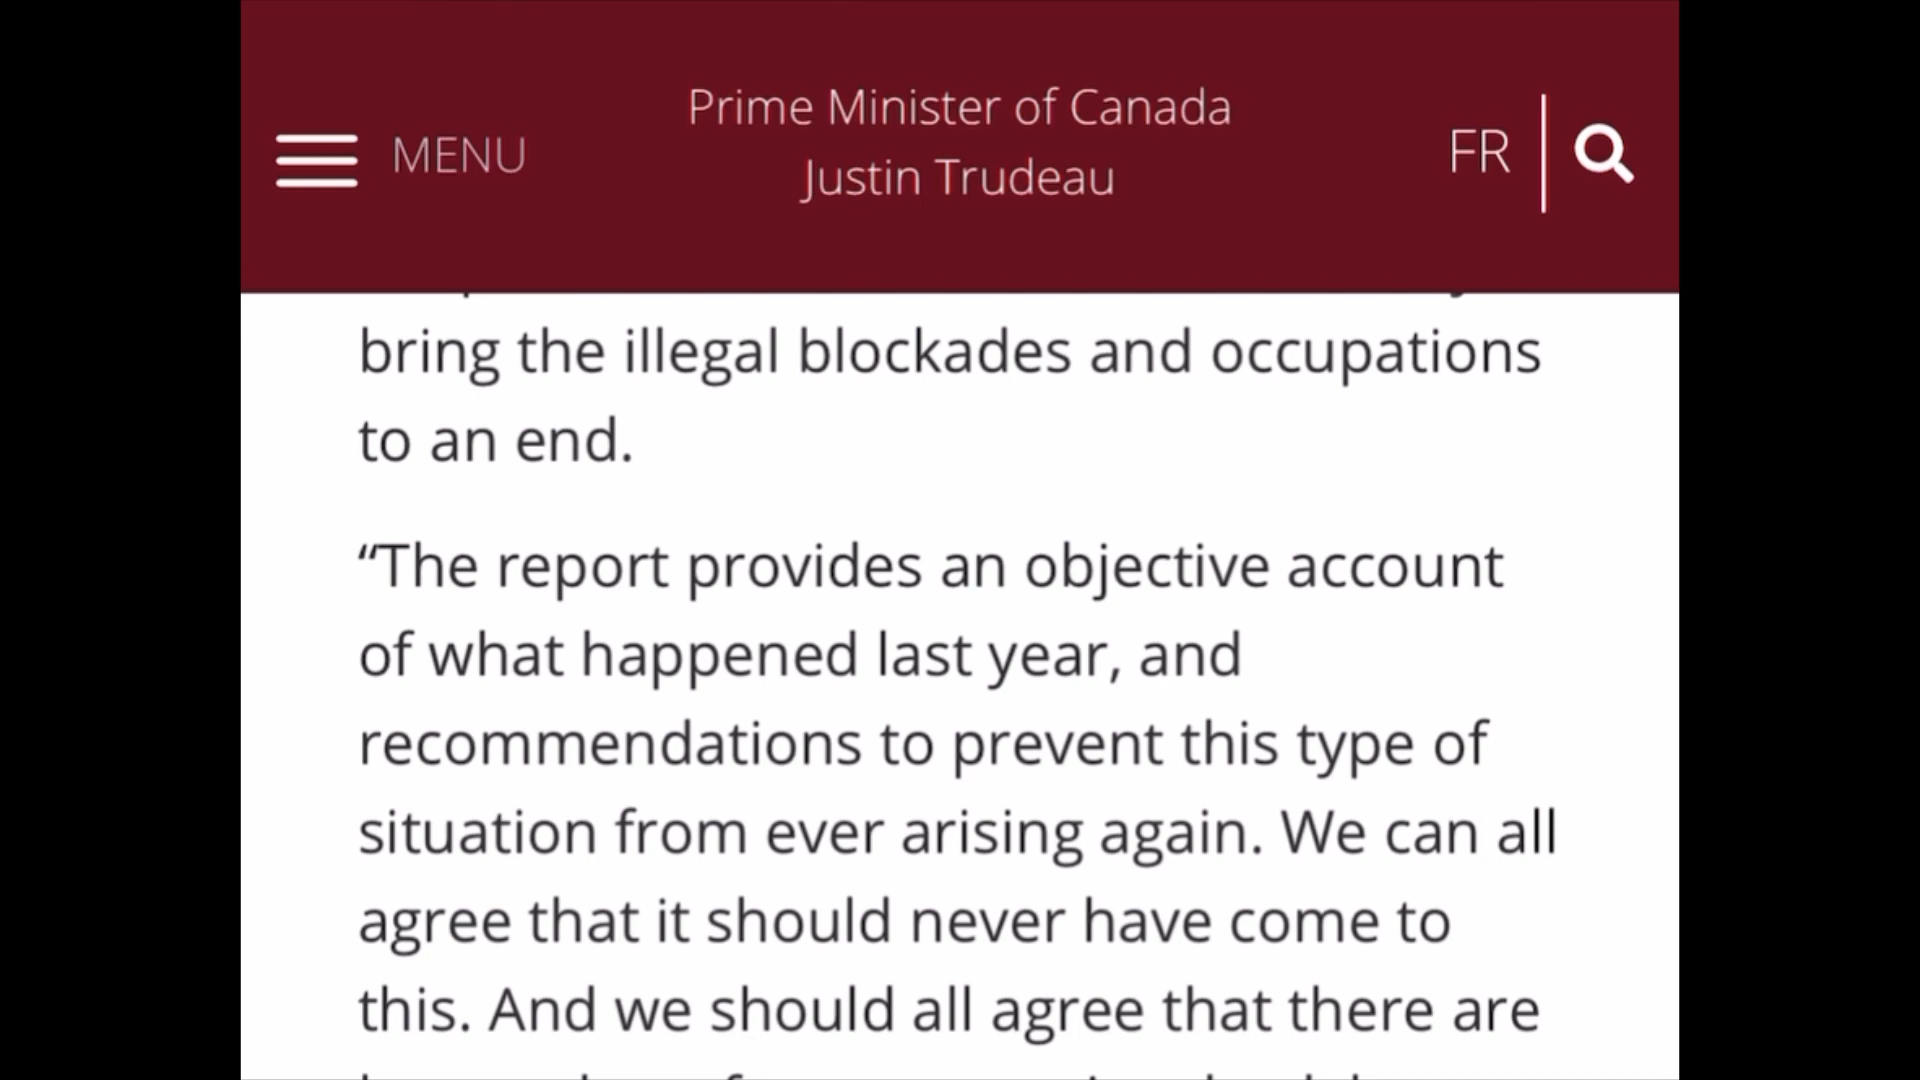 MENU
Prime Minister of Canada
Justin Trudeau
FR
bring the illegal blockades and occupations
to an end.
“The report provides an objective account
of what happened last year, and
recommendations to prevent this type of
situation from ever arising again. We can all
agree that it should never have come to
this. And we should all agree that there are